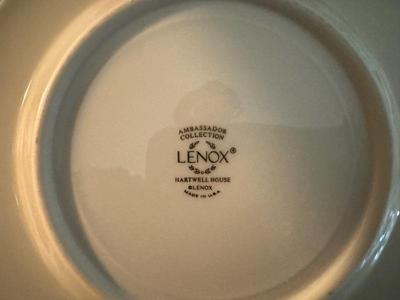 AMBASSADOR
COLLECTION
LENOX®
HARTWELL HOUSE
©LENOX
MADE IN U.S.A.